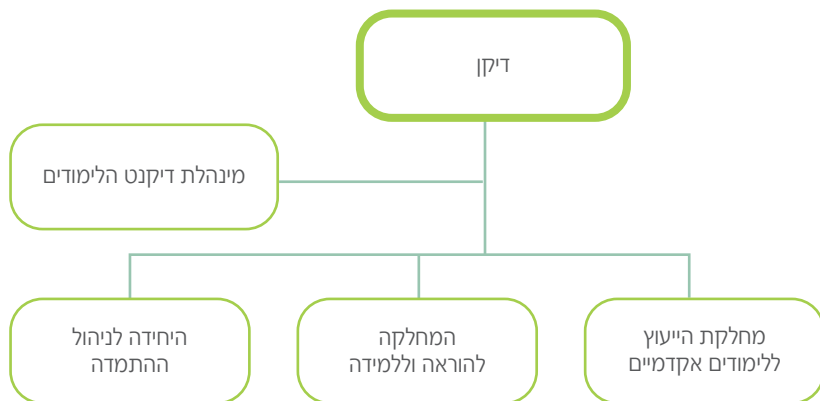 דיקן
מינהלת דיקנט הלימודים
מחלקת הייעוץ
ללימודים אקדמיים
המחלקה
להוראה וללמידה
היחידה לניהול
ההתמדה